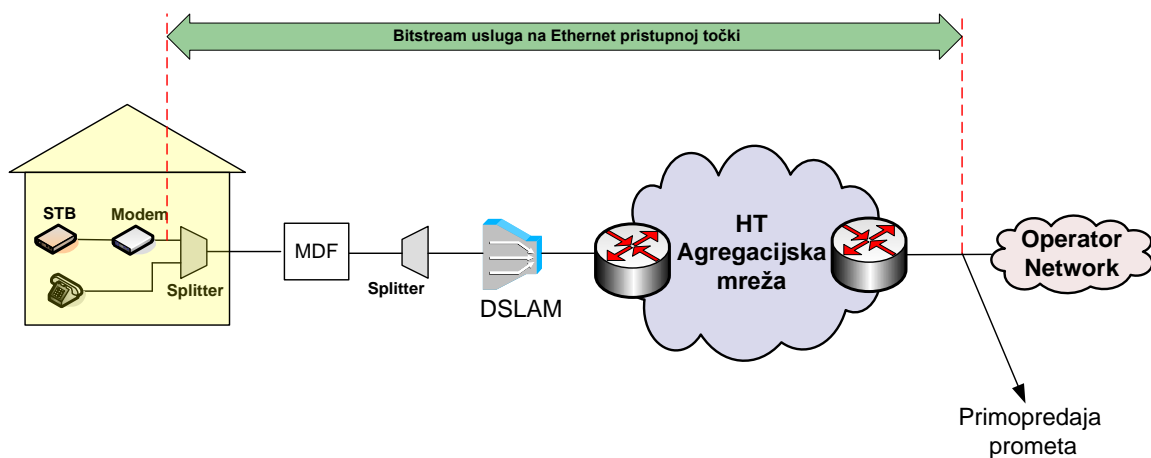 Bitstream usluga na Ethernet pristupnoj točki
STB
Modem
Splitter
MDF
Splitter
DSLAM
HT
Agregacijska
mreža
Operator
Network
Primopredaja
prometa